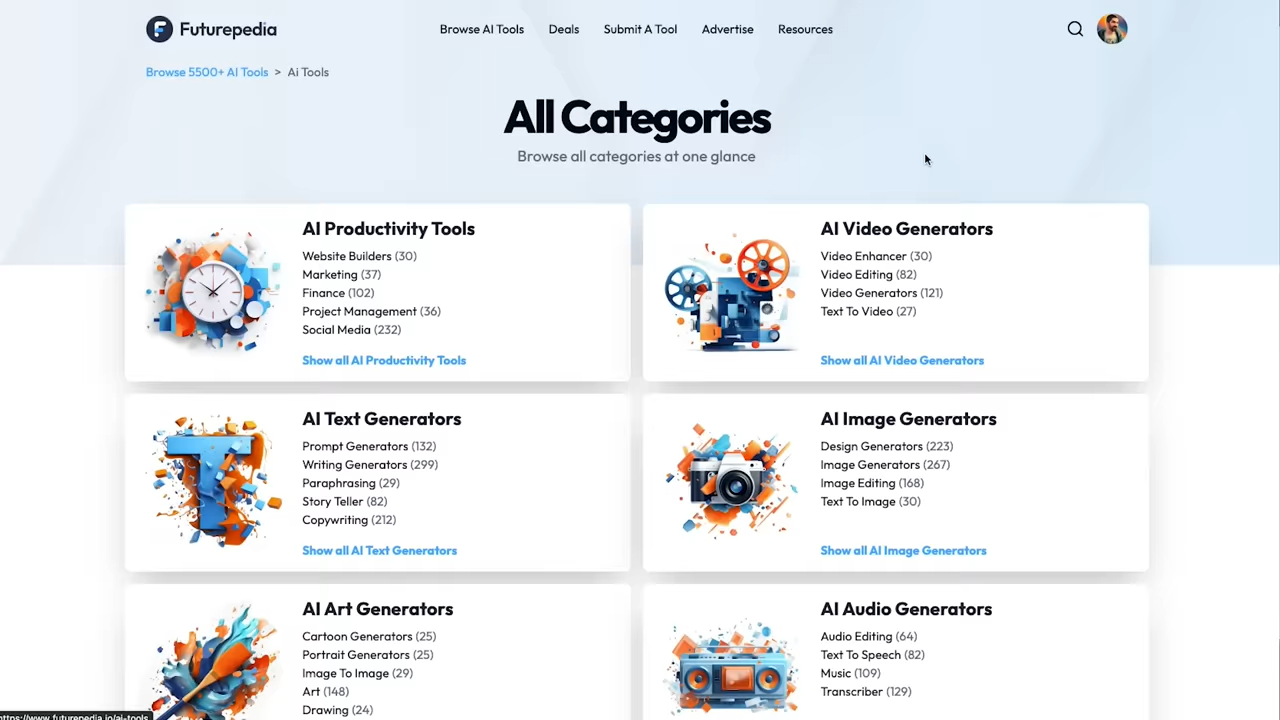 Futurepedia
Browse AI Tools Deals Submit A Tool Advertise Resources
Browse 5500+ AI Tools > Ai Tools
All Categories
Browse all categories at one glance
AI Productivity Tools
Website Builders (30)
Marketing (37)
Finance (102)
Project Management (36)
Social Media (232)
Show all AI Productivity Tools
AI Video Generators
Video Enhancer (30)
Video Editing (82)
Video Generators (121)
Text To Video (27)
Show all AI Video Generators
AI Text Generators
Prompt Generators (132)
Writing Generators (299)
Paraphrasing (29)
Story Teller (82)
Copywriting (212)
Show all AI Text Generators
AI Image Generators
Design Generators (223)
Image Generators (267)
Image Editing (168)
Text To Image (30)
Show all AI Image Generators
AI Art Generators
Cartoon Generators (25)
Portrait Generators (25)
Image To Image (29)
Art (148)
Drawing (24)
AI Audio Generators
Audio Editing (64)
Text To Speech (82)
Music (109)
Transcriber (129)
https://www.futurepedia.io/ai-tools